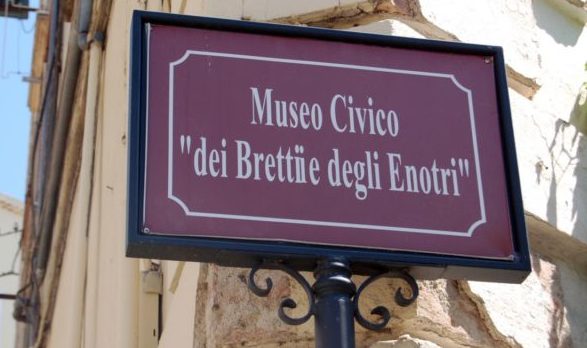 Museo Civico
"dei Brettii e degli Enotri"